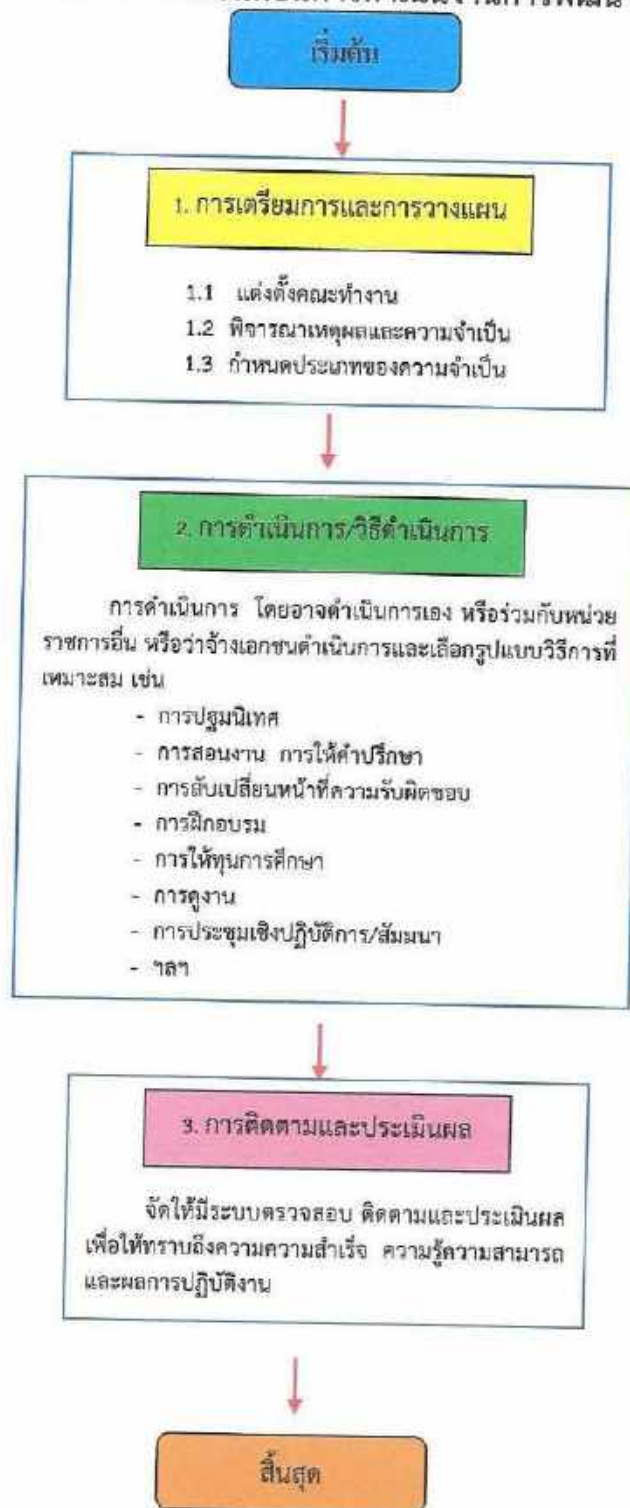 การดำเนินงานการพัฒน
เริ่มต้น
1. การเตรียมการและการวางแผน
1.1 แต่งตั้งคณะทำงาน
1.2 พิจารณาเหตุผลและความจำเป็น
1.3 กำหนดประเภทของความจำเป็น
2. การดำเนินการ/วิธีดำเนินการ
การดำเนินการ โดยอาจดำเนินการเอง หรือร่วมกับหน่วย
ราชการอื่น หรือว่าจ้างเอกชนดำเนินการและเลือกรูปแบบวิธีการที่
เหมาะสม เช่น
- การปฐมนิเทศ
- การสอนงาน การให้คำปรึกษา
- การสับเปลี่ยนหน้าที่ความรับผิดชอบ
- การฝึกอบรม
- การให้ทุนการศึกษา
- การดูงาน
- การประชุมเชิงปฏิบัติการ/สัมมนา
- ฯลฯ
3. การติดตามและประเมินผล
จัดให้มีระบบตรวจสอบ ติดตามและประเมินผล
เพื่อให้ทราบถึงความความสำเร็จ ความรู้ความสามารถ
และผลการปฏิบัติงาน
สิ้นสุด